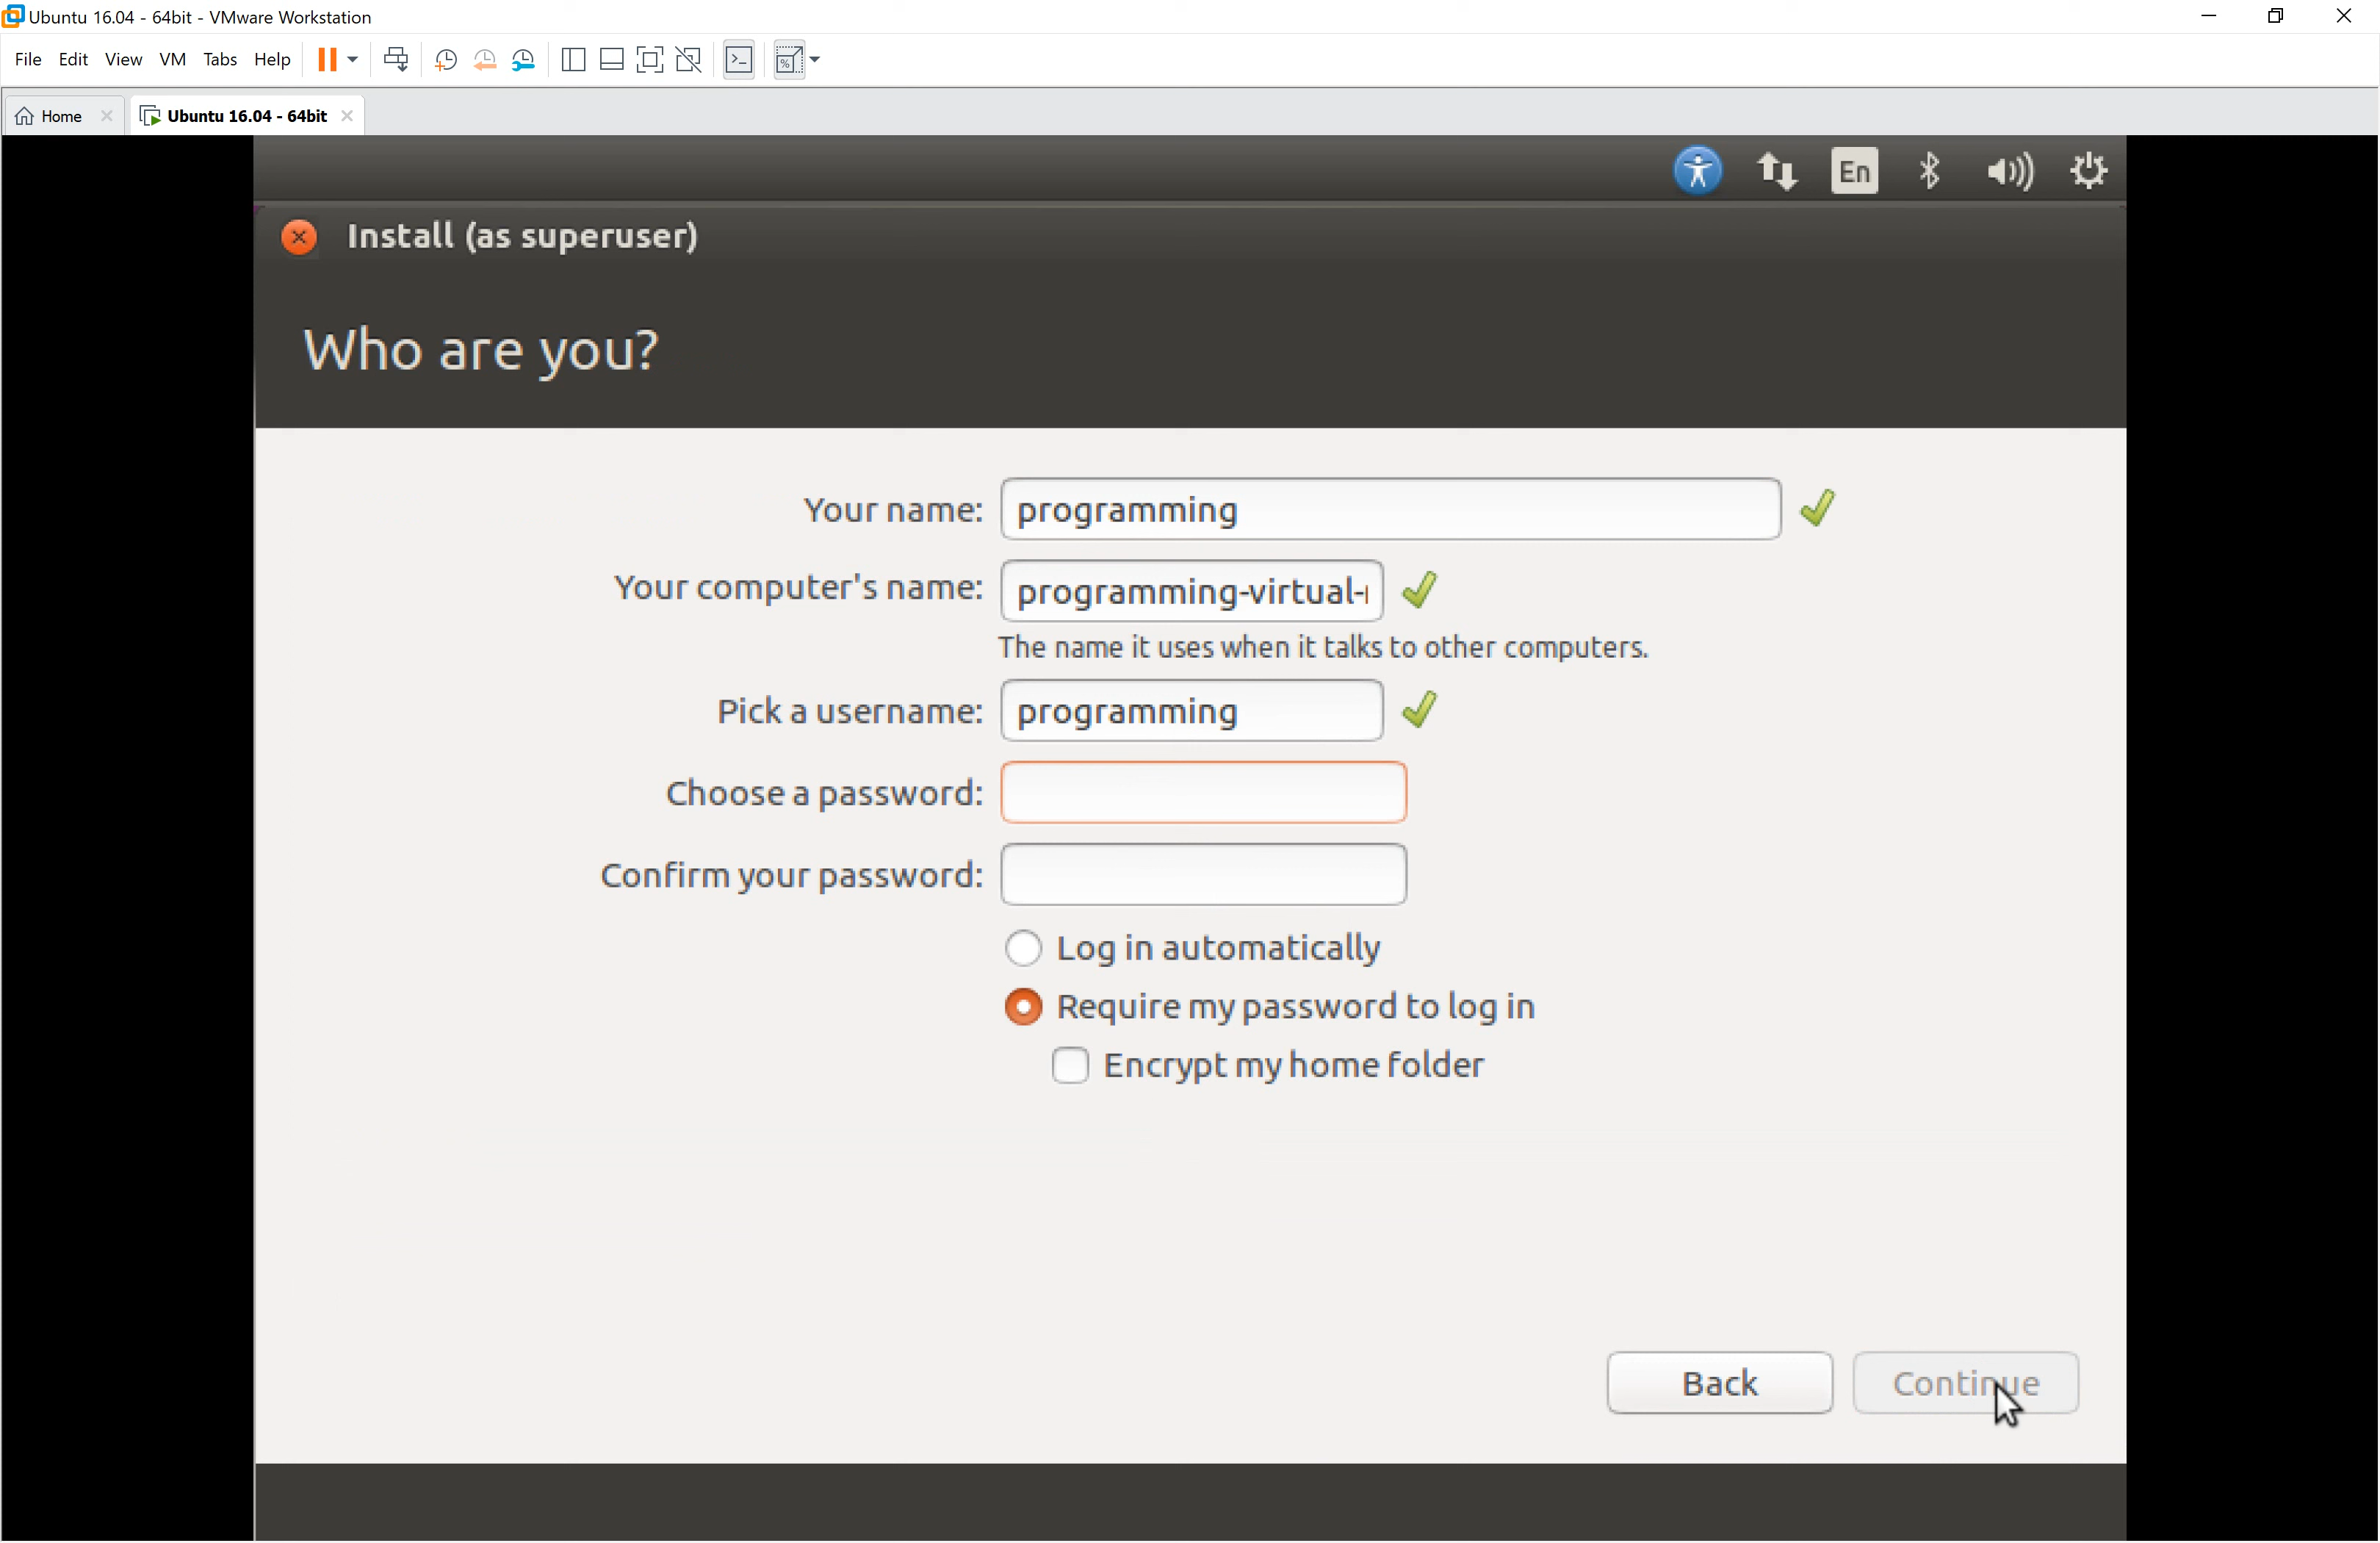 Ubuntu 16.04 - 64bit - VMware Workstation
File Edit View VM Tabs Help
Home Ubuntu 16.04 - 64bit
En
Install (as superuser)
Who are you?
Your name: programming
Your computer's name: programming-virtual-
The name it uses when it talks to other computers.
Pick a username: programming
Choose a password:
Confirm your password:
Log in automatically
Require my password to log in
Encrypt my home folder
Back Continue